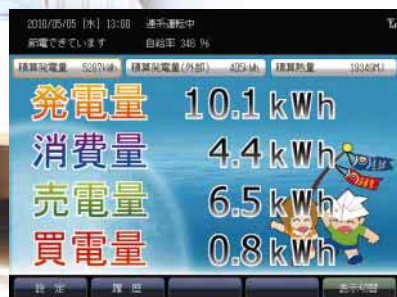 2010/05/05 [水] 13:00 連系運転中
節電できています 自給率 346 %
積算発電量 5287kWh 積算発電量(外部) 405kWh 積算熱量 19349MJ
発電量 10.1 kWh
消費量 4.4 kWh
売電量 6.5 kWh
買電量 0.8 kWh
設定 履歴 表示切替